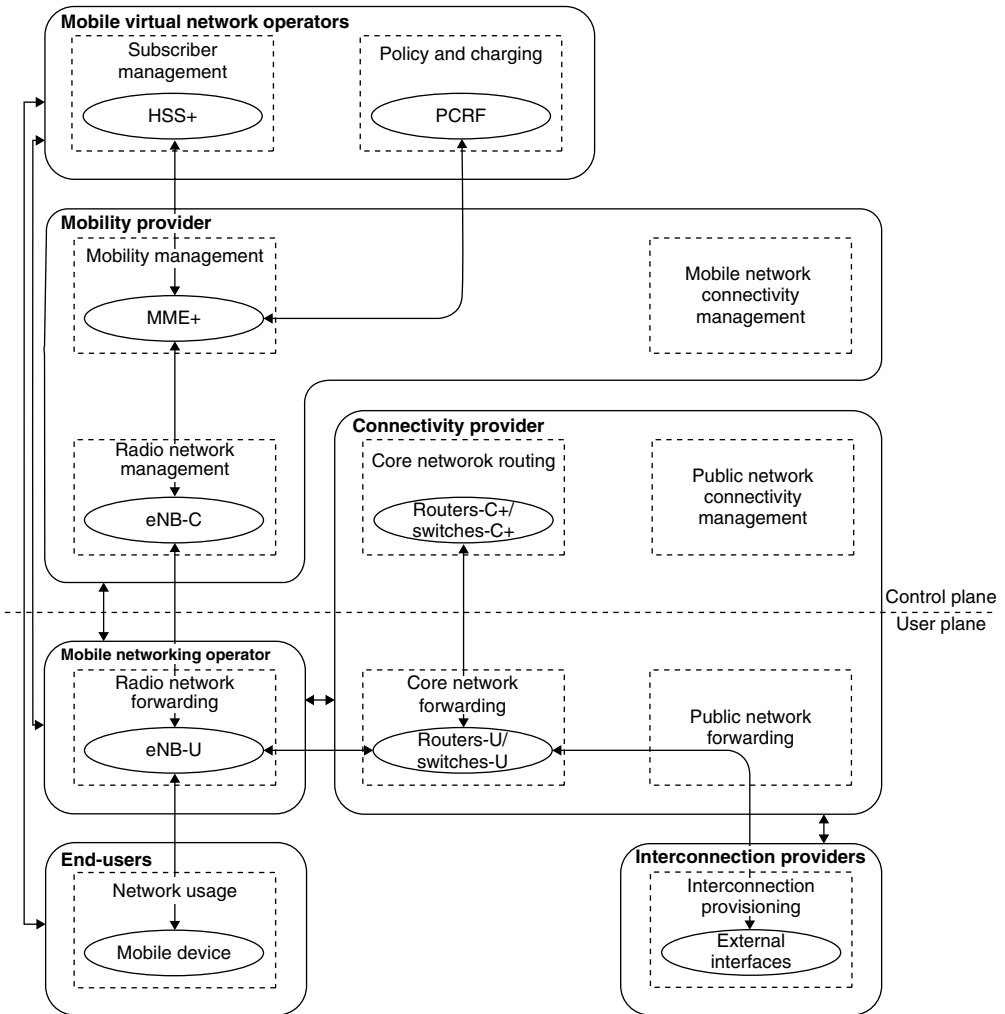 Mobile virtual network operators
Subscriber
management
HSS+
Policy and charging
PCRF
Mobility provider
Mobility management
MME+
Mobile network
connectivity
management
Radio network
management
eNB-C
Connectivity provider
Core networok routing
Routers-C+/
switches-C+
Public network
connectivity
management
Control plane
User plane
Mobile networking operator
Radio network
forwarding
eNB-U
Core network
forwarding
Routers-U/
switches-U
Public network
forwarding
End-users
Network usage
Mobile device
Interconnection providers
Interconnection
provisioning
External
interfaces